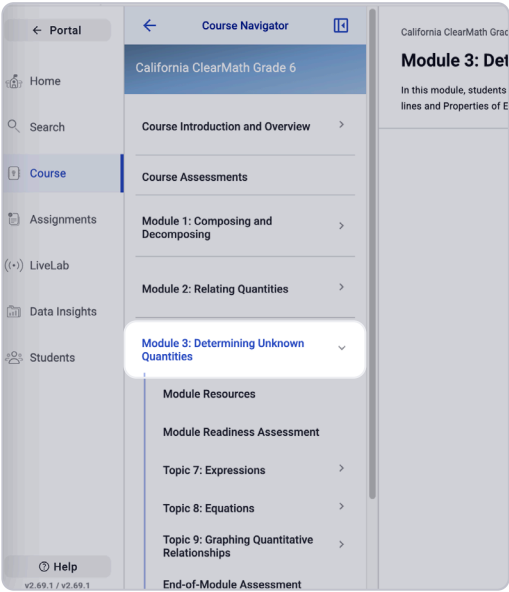 ← Portal
Home
Search
Course
Assignments
LiveLab
Data Insights
Students
Help
v2.69.1 / v2.69.1
Course Navigator
California ClearMath Grade 6
Course Introduction and Overview
Course Assessments
Module 1: Composing and
Decomposing
Module 2: Relating Quantities
Module 3: Determining Unknown
Quantities
Module Resources
Module Readiness Assessment
Topic 7: Expressions
Topic 8: Equations
Topic 9: Graphing Quantitative
Relationships
End-of-Module Assessment
California ClearMath Grad
Module 3: Det
In this module, students
lines and Properties of E